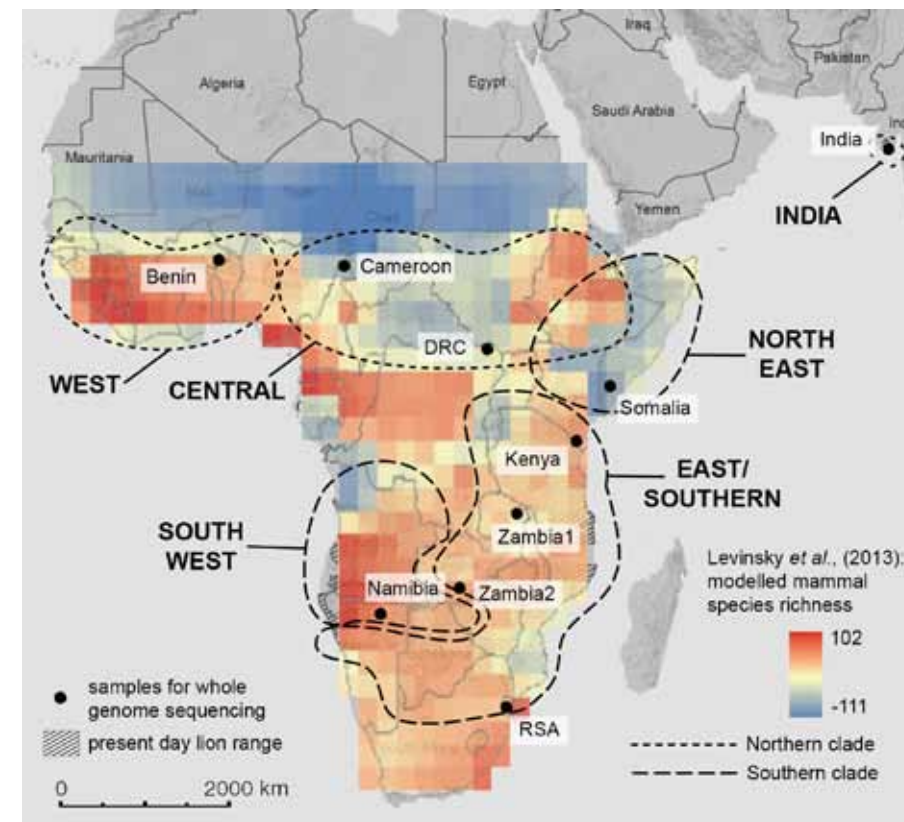 Iraq
Pakistan
Algeria
Egypt
Saudi Arabia
India
Mauritania
Yemen
INDIA
Benin
Cameroon
DRC
NORTH
EAST
WEST
CENTRAL
Somalia
Kenya
EAST/
SOUTHERN
SOUTH
WEST
Zambia1
Levinsky et al., (2013):
modelled mammal
species richness
Namibia
Zambia2
102
-111
samples for whole
genome sequencing
RSA
present day lion range
Northern clade
Southern clade
0
2000 km